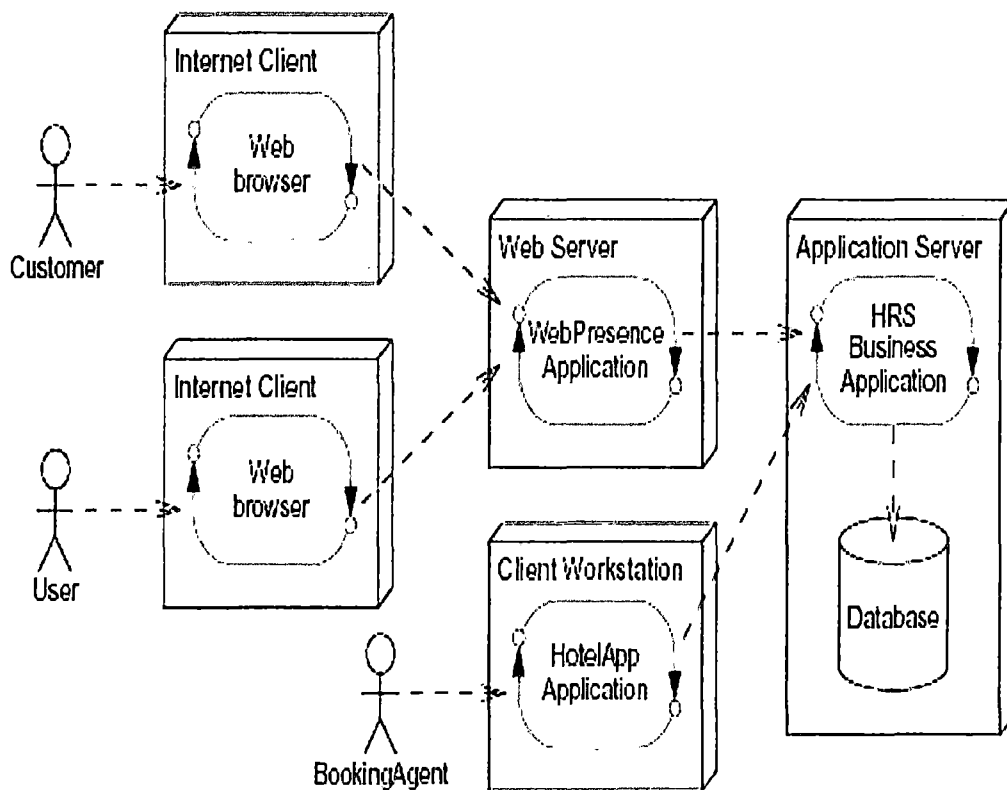 Internet Client
Web
browser
Customer
Internet Client
Web
browser
User
Web Server
WebPresence
Application
Client Workstation
HotelApp
Application
BookingAgent
Application Server
HRS
Business
Application
Database